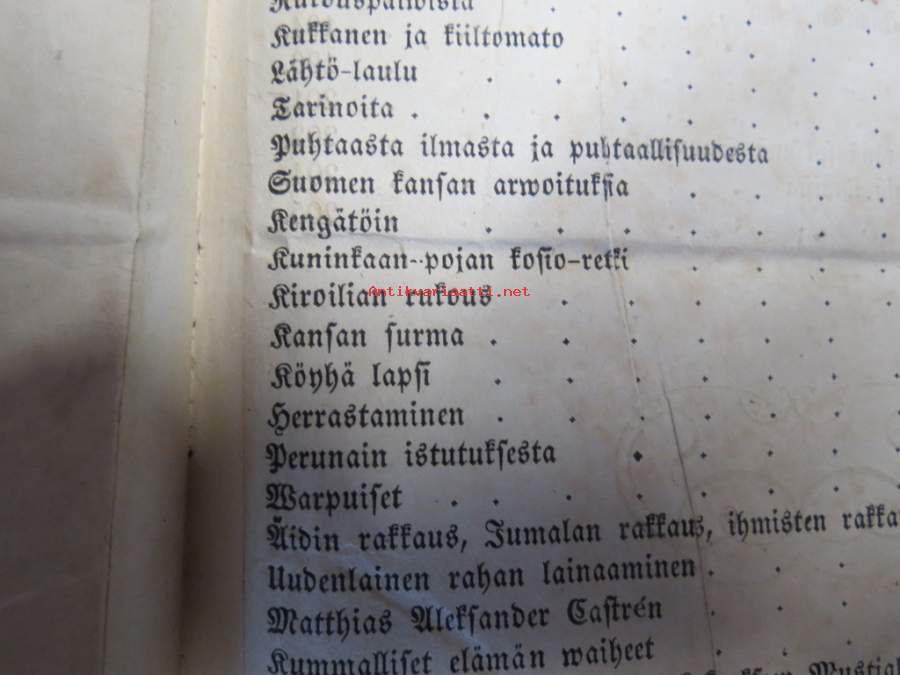 Kukkanen ja kiiltomato
Lähtö-laulu
Tarinoita
Puhtaasta ilmasta ja puhtaallisuudesta
Suomen kansan arwoituksia
Kengätöin
Kuninkaan-pojan kosio-retki
Antikvariaatti.net
Kiroilian rukous
Kansan surma
Köyhä lapsi
Herrastaminen
Perunain istutuksesta
Warpuiset
Äidin rakkaus, Jumalan rakkaus, ihmisten
Uudenlainen rahan lainaaminen
Matthias Aleksander Castrén
Kummalliset elämän waiheet